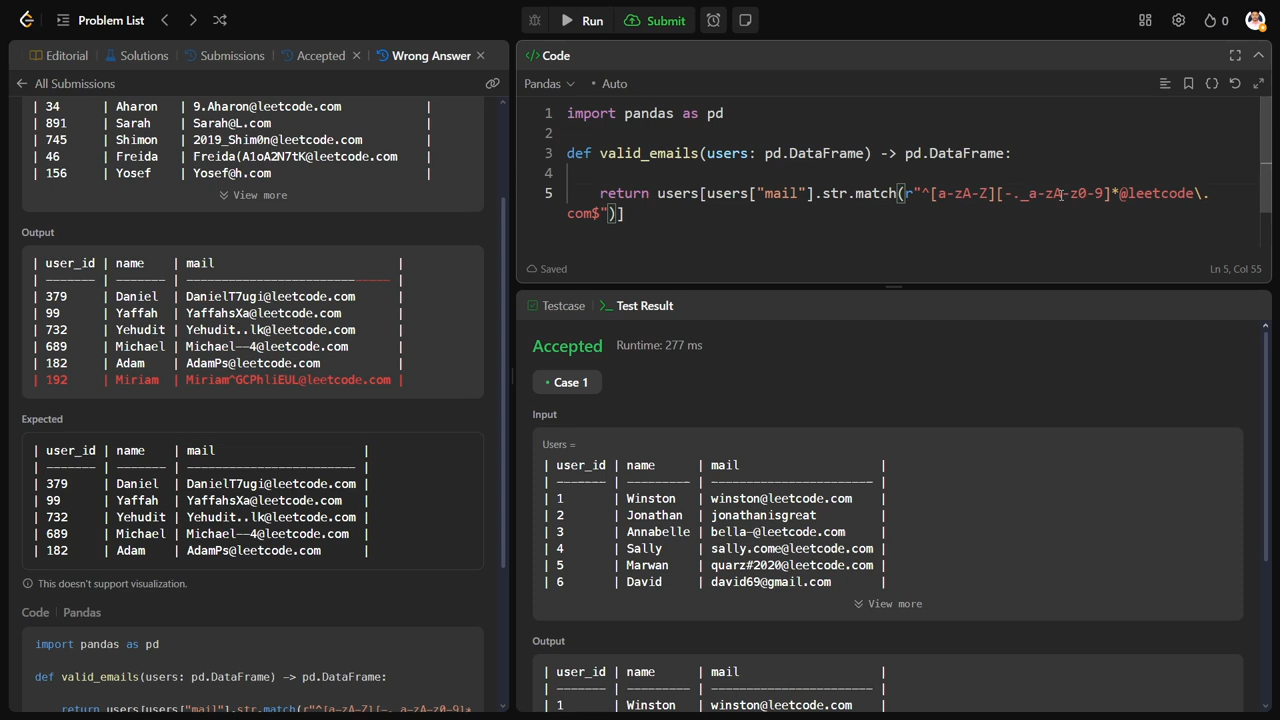 Problem List
Run
Submit
0
Editorial
Solutions
Submissions
Accepted
Wrong Answer
All Submissions
| 34 | Aharon | 9.Aharon@leetcode.com |
| 891 | Sarah | Sarah@L.com |
| 745 | Shimon | 2019_Shim0n@leetcode.com |
| 46 | Freida | Freida(A1oA2N7tK@leetcode.com |
| 156 | Yosef | Yosef@h.com |
View more
Output
| user_id | name | mail |
| ------- | ------- | ------------------------------ |
| 379 | Daniel | DanielT7ugi@leetcode.com |
| 99 | Yaffah | YaffahsXa@leetcode.com |
| 732 | Yehudit | Yehudit..lk@leetcode.com |
| 689 | Michael | Michael--4@leetcode.com |
| 182 | Adam | AdamPs@leetcode.com |
| 192 | Miriam | Miriam^GCPhliEUL@leetcode.com |
Expected
| user_id | name | mail |
| ------- | ------- | ------------------------ |
| 379 | Daniel | DanielT7ugi@leetcode.com |
| 99 | Yaffah | YaffahsXa@leetcode.com |
| 732 | Yehudit | Yehudit..lk@leetcode.com |
| 689 | Michael | Michael--4@leetcode.com |
| 182 | Adam | AdamPs@leetcode.com |
This doesn't support visualization.
Code | Pandas
import pandas as pd
def valid_emails(users: pd.DataFrame) -> pd.DataFrame:
return users[users["mail"].str.match(r"^[a-zA-Z][-._a-zA-z0-9]*
</> Code
Pandas
• Auto
1 import pandas as pd
2
3 def valid_emails(users: pd.DataFrame) -> pd.DataFrame:
4
5 return users[users["mail"].str.match(r"^[a-zA-Z][-._a-zA-z0-9]*@leetcode\.
com$")]
Saved
Ln 5, Col 55
Testcase
>_ Test Result
Accepted
Runtime: 277 ms
• Case 1
Input
Users =
| user_id | name | mail |
| ------- | --------- | ----------------------- |
| 1 | Winston | winston@leetcode.com |
| 2 | Jonathan | jonathanisgreat |
| 3 | Annabelle | bella-@leetcode.com |
| 4 | Sally | sally.come@leetcode.com |
| 5 | Marwan | quarz#2020@leetcode.com |
| 6 | David | david69@gmail.com |
View more
Output
| user_id | name | mail |
| ------- | --------- | ----------------------- |
| 1 | Winston | winston@leetcode.com |